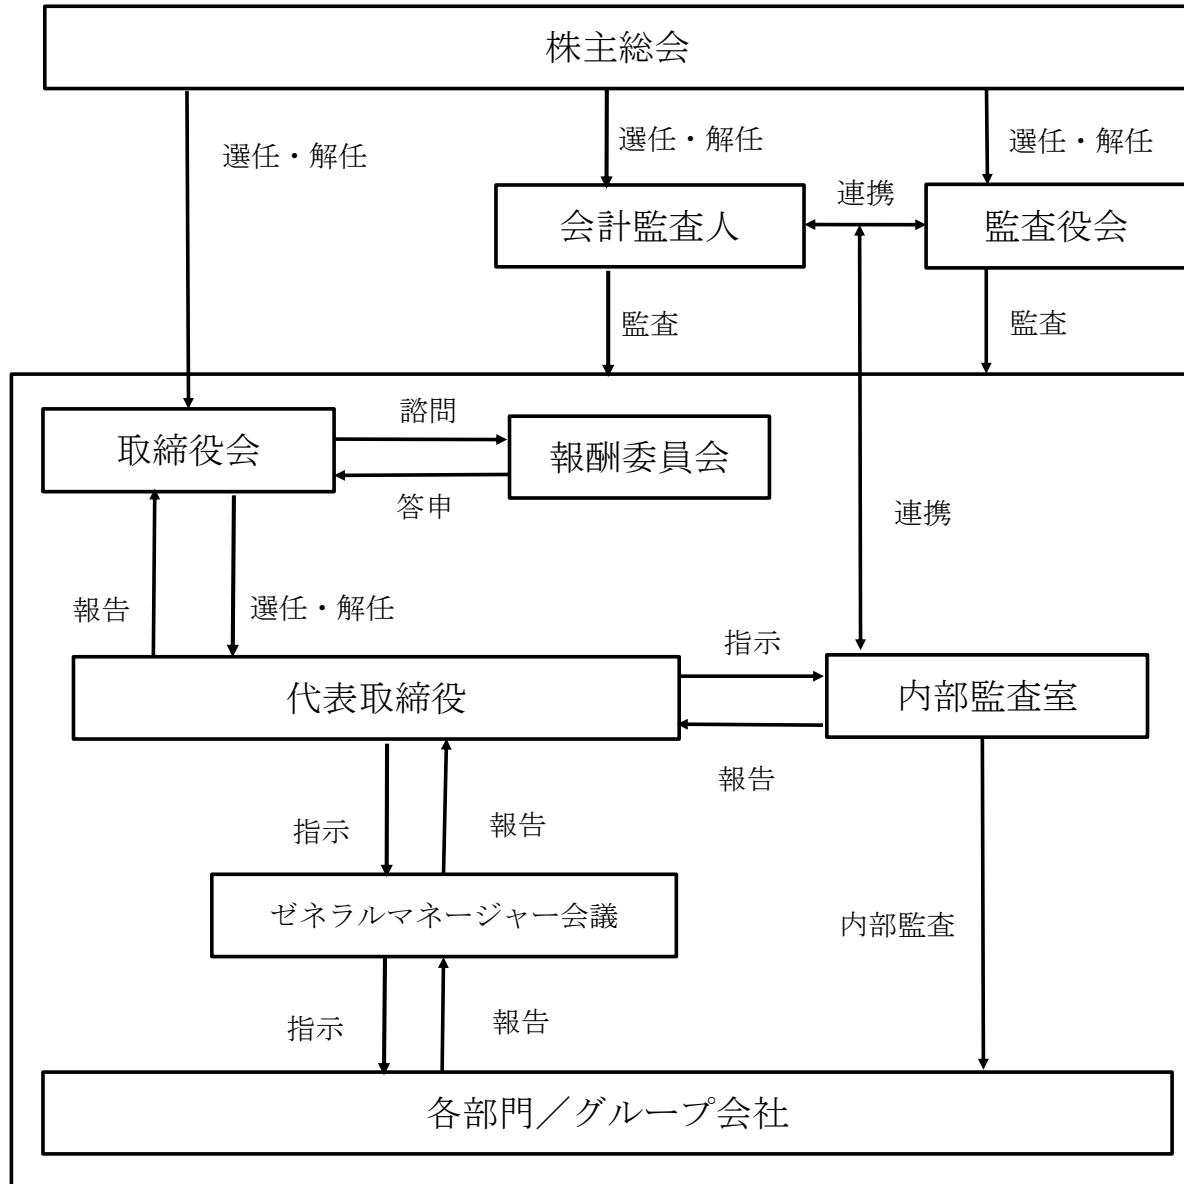 株主総会
選任・解任
選任・解任
選任・解任
会計監査人
連携
監査役会
監査
監査
取締役会
諮問
報酬委員会
答申
連携
報告
選任・解任
代表取締役
指示
内部監査室
報告
指示
報告
ゼネラルマネージャー会議
内部監査
指示
報告
各部門／グループ会社